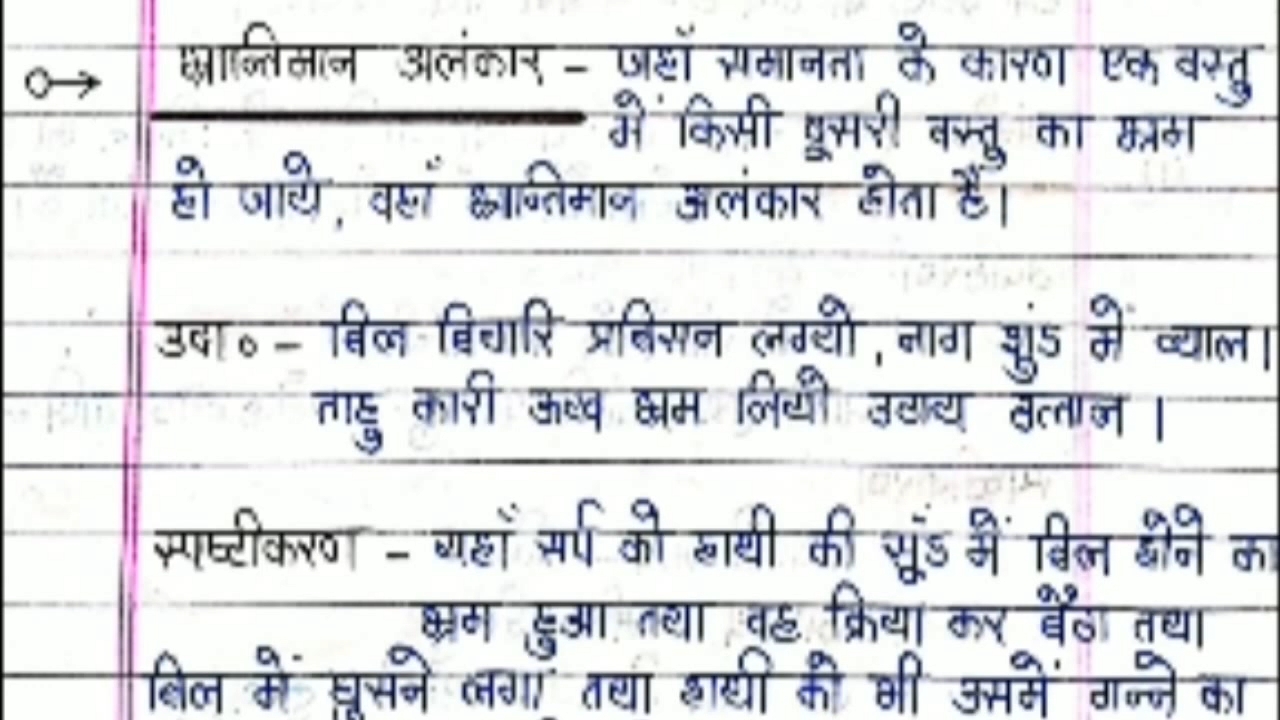 भ्रान्तिमान अलंकार – जहाँ समानता के कारण एक वस्तु
में किसी दूसरी वस्तु का भ्रम
हो जाये, वहाँ भ्रान्तिमान अलंकार होता है।
उदा० – बिल बिचारि प्रबिसन लग्यो, नाग शुंड में व्याल।
ताहु कारी ऊख भ्रम लियो उठाय उत्ताल।
स्पष्टीकरण – यहाँ सर्प को हाथी की सूंड में बिल होने का
भ्रम हुआ तथा वह क्रिया कर बैठा तथा
बिल में घुसने लगा तथा हाथी को भी उसमें गन्ने का